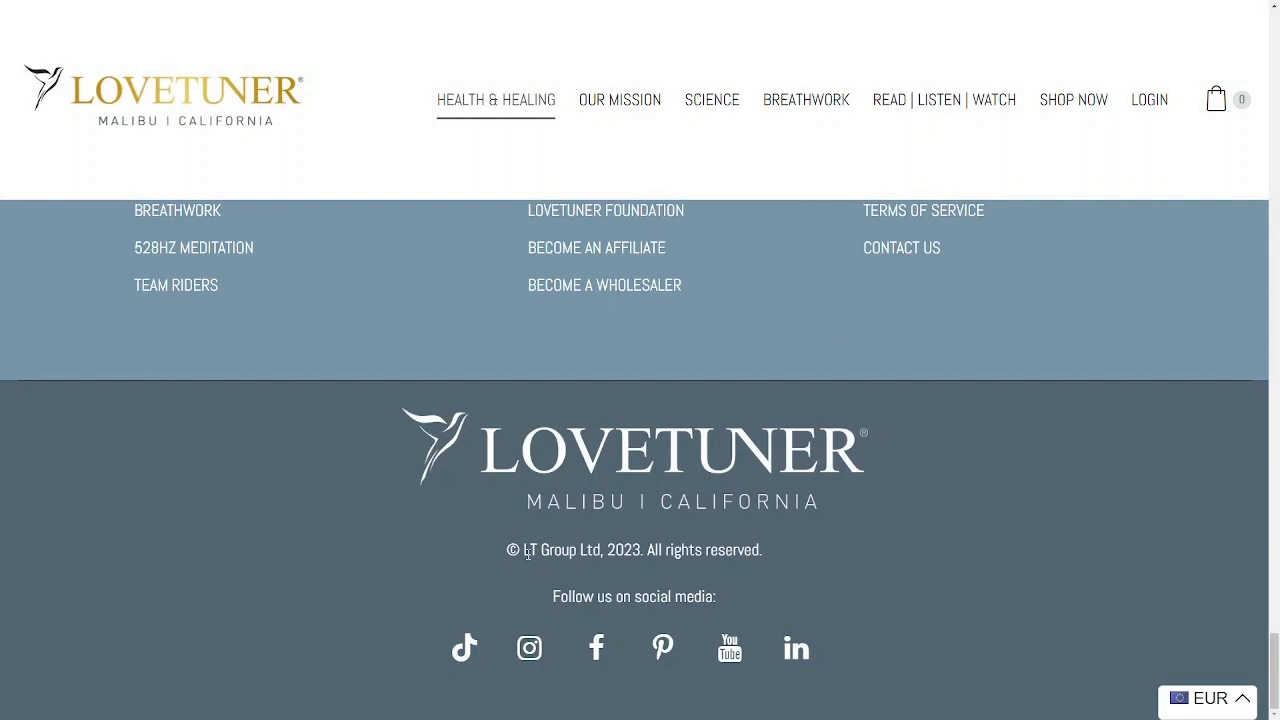 LOVETUNER®
MALIBU | CALIFORNIA
HEALTH & HEALING OUR MISSION SCIENCE BREATHWORK READ | LISTEN | WATCH SHOP NOW LOGIN 0
BREATHWORK LOVETUNER FOUNDATION TERMS OF SERVICE
528HZ MEDITATION BECOME AN AFFILIATE CONTACT US
TEAM RIDERS BECOME A WHOLESALER
LOVETUNER®
MALIBU | CALIFORNIA
© LT Group Ltd, 2023. All rights reserved.
Follow us on social media:
You
Tube
in
EUR